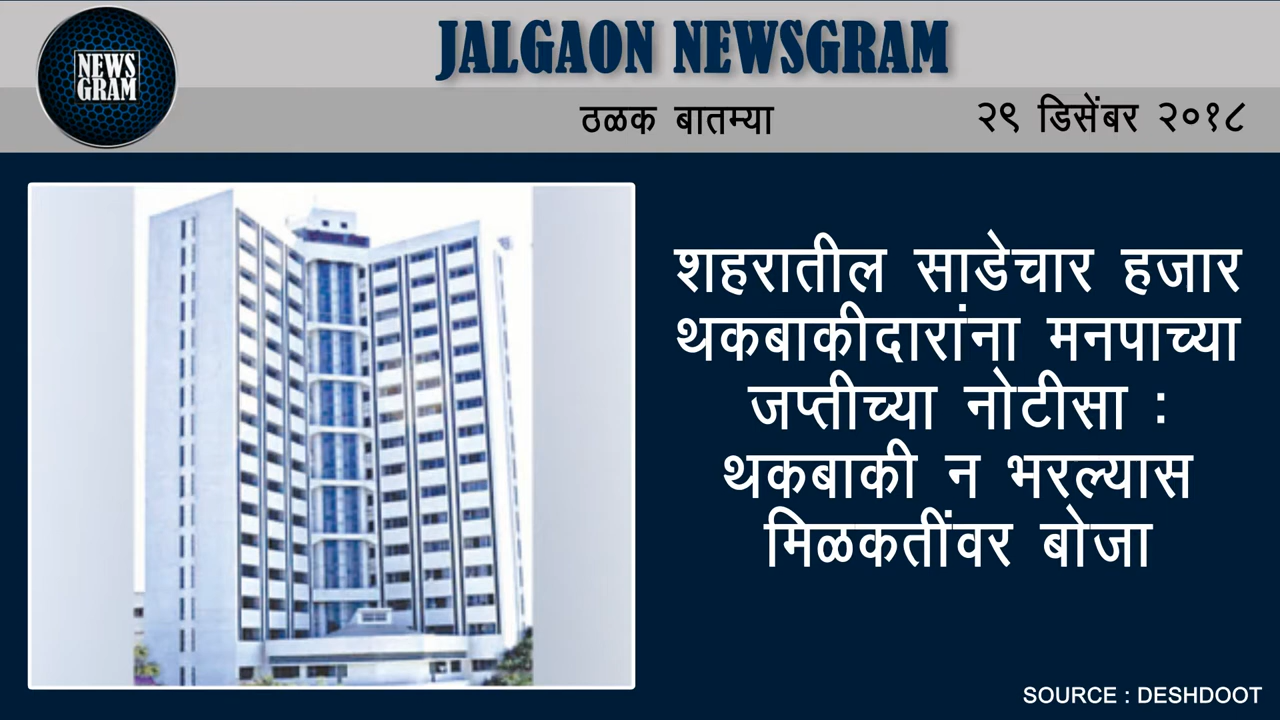 NEWS
GRAM
JALGAON NEWSGRAM
ठळक बातम्या
२९ डिसेंबर २०१८
शहरातील साडेचार हजार
थकबाकीदारांना मनपाच्या
जप्तीच्या नोटीसा :
थकबाकी न भरल्यास
मिळकतींवर बोजा
SOURCE : DESHDOOT